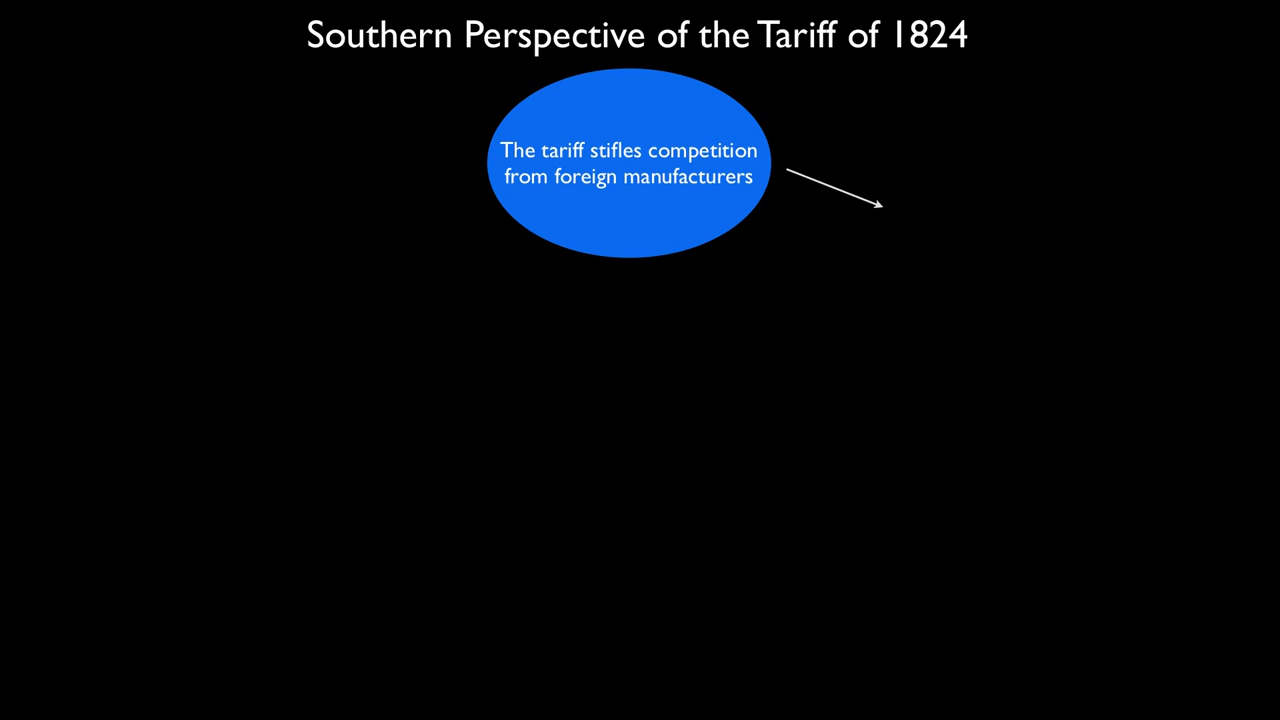 Southern Perspective of the Tariff of 1824
The tariff stifles competition
from foreign manufacturers